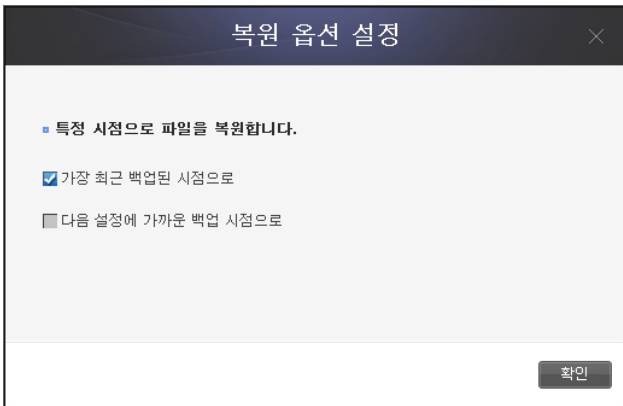 복원 옵션 설정
특정 시점으로 파일을 복원합니다.
가장 최근 백업된 시점으로
다음 설정에 가까운 백업 시점으로
확인